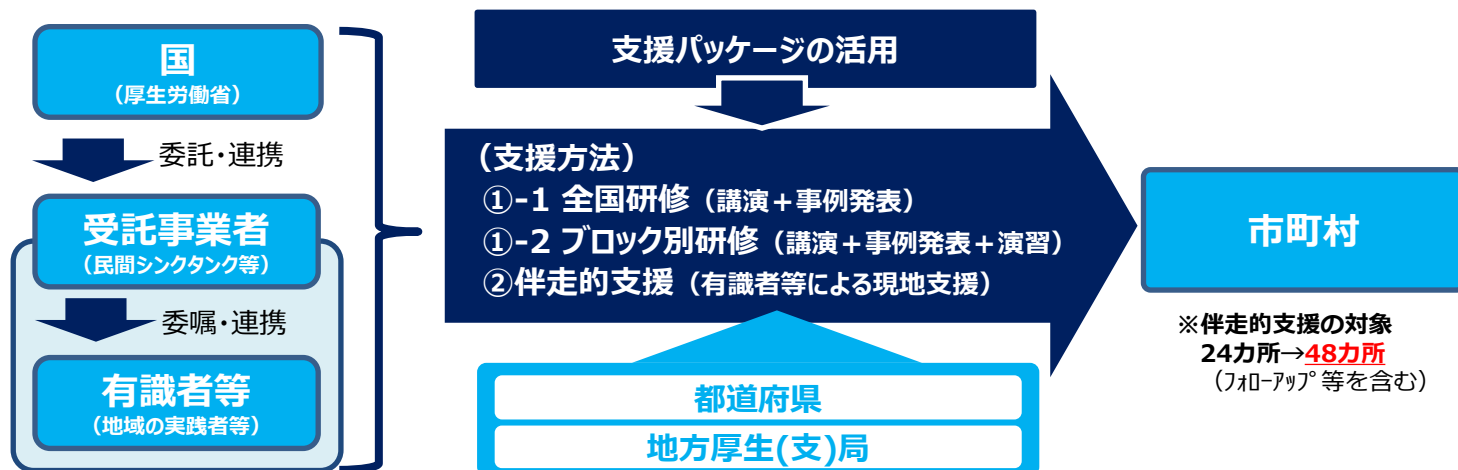 国
（厚生労働省）
委託・連携
受託事業者
（民間シンクタンク等）
委嘱・連携
有識者等
（地域の実践者等）
支援パッケージの活用
（支援方法）
①-1 全国研修（講演＋事例発表）
①-2 ブロック別研修（講演＋事例発表＋演習）
②伴走的支援（有識者等による現地支援）
都道府県
地方厚生(支)局
市町村
※伴走的支援の対象
24カ所→48カ所
（ﾌｫﾛｰｱｯﾌﾟ等を含む）